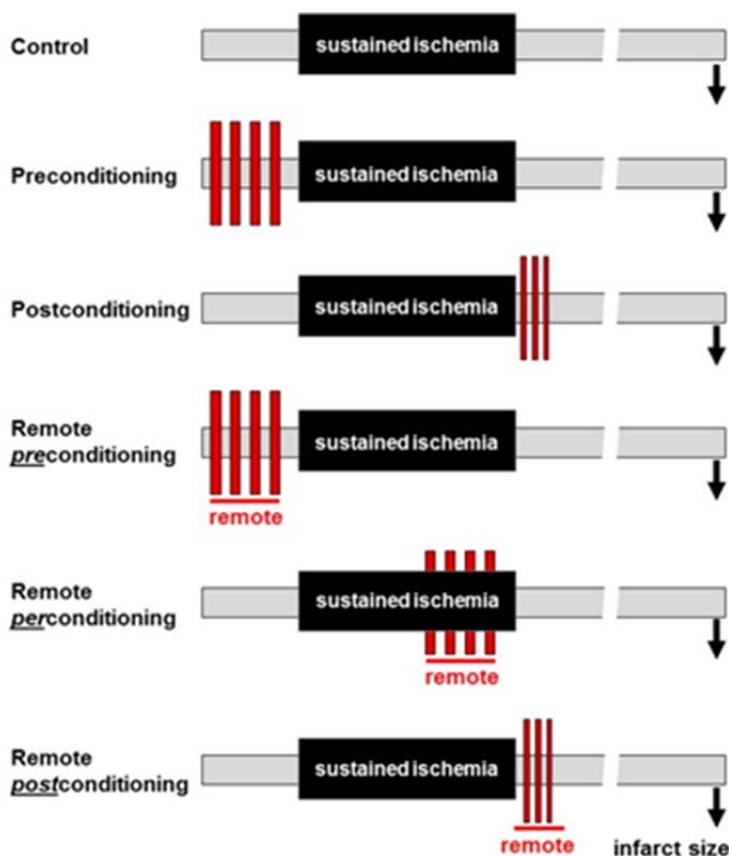 Control
sustained ischemia
Preconditioning
sustained ischemia
Postconditioning
sustained ischemia
Remote
preconditioning
sustained ischemia
remote
Remote
perconditioning
sustained ischemia
remote
Remote
postconditioning
sustained ischemia
remote
infarct size